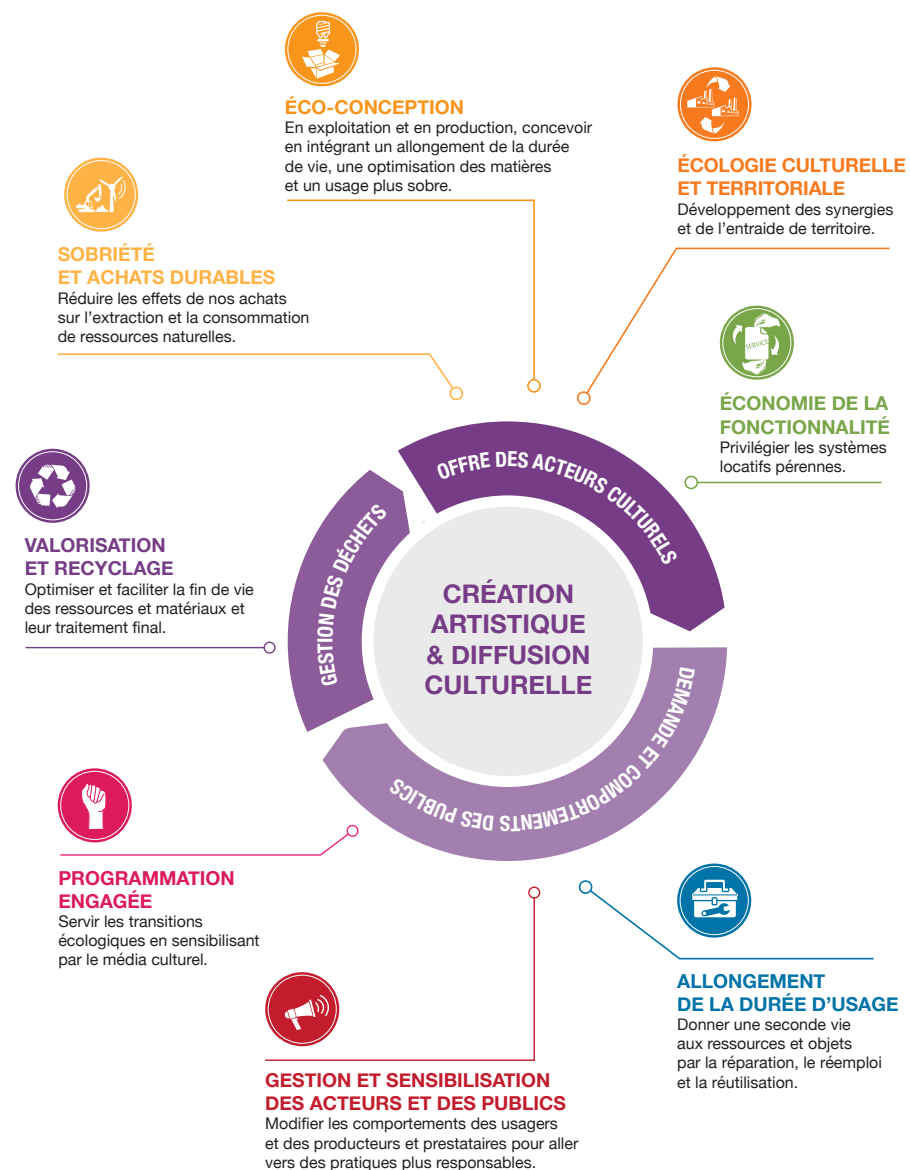 ÉCO-CONCEPTION
En exploitation et en production, concevoir
en intégrant un allongement de la durée
de vie, une optimisation des matières
et un usage plus sobre.
ÉCOLOGIE CULTURELLE
ET TERRITORIALE
Développement des synergies
et de l’entraide de territoire.
SOBRIÉTÉ
ET ACHATS DURABLES
Réduire les effets de nos achats
sur l’extraction et la consommation
de ressources naturelles.
SERVICE
ÉCONOMIE DE LA
FONCTIONNALITÉ
Privilégier les systèmes
locatifs pérennes.
OFFRE DES ACTEURS CULTURELS
GESTION DES DÉCHETS
DEMANDE ET COMPORTEMENTS DES PUBLICS
CRÉATION
ARTISTIQUE
& DIFFUSION
CULTURELLE
VALORISATION
ET RECYCLAGE
Optimiser et faciliter la fin de vie
des ressources et matériaux et
leur traitement final.
PROGRAMMATION
ENGAGÉE
Servir les transitions
écologiques en sensibilisant
par le média culturel.
ALLONGEMENT
DE LA DURÉE D’USAGE
Donner une seconde vie
aux ressources et objets
par la réparation, le réemploi
et la réutilisation.
GESTION ET SENSIBILISATION
DES ACTEURS ET DES PUBLICS
Modifier les comportements des usagers
et des producteurs et prestataires pour aller
vers des pratiques plus responsables.